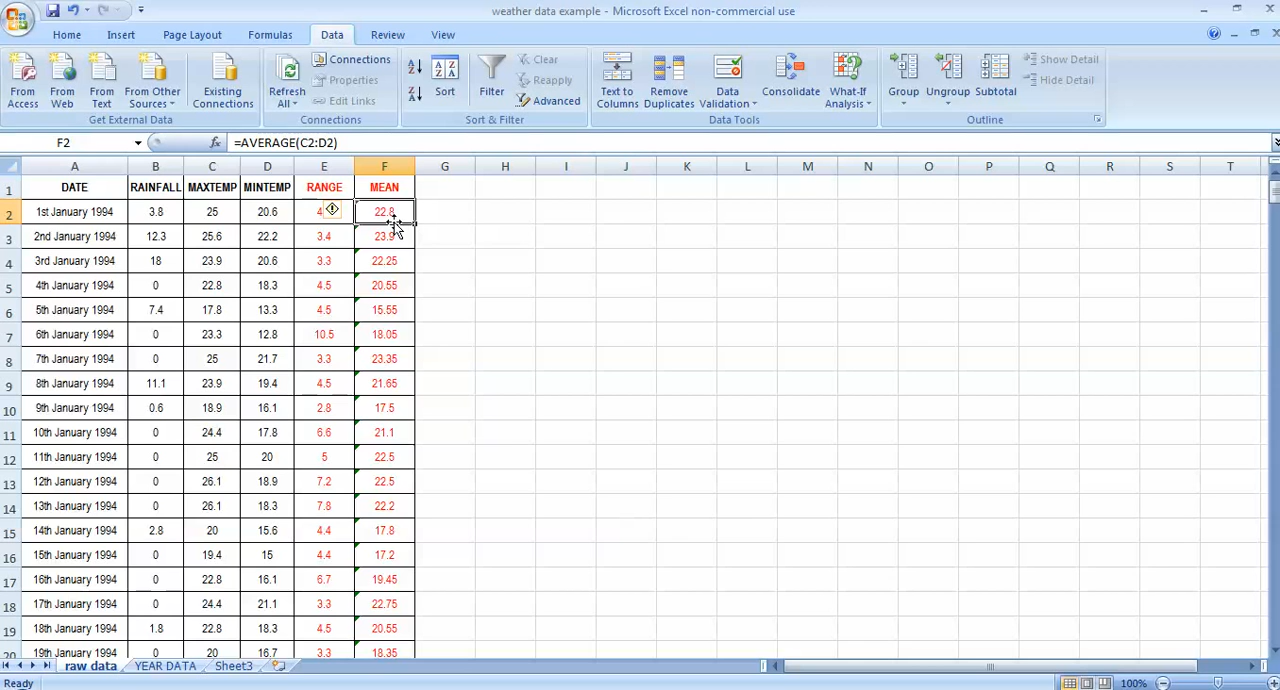 weather data example - Microsoft Excel non-commercial use
Home Insert Page Layout Formulas Data Review View
From Access
From Web
From Text
From Other Sources
Existing Connections
Get External Data
Refresh All
Connections
Properties
Edit Links
Connections
Sort
Filter
Clear
Reapply
Advanced
Sort & Filter
Text to Columns
Remove Duplicates
Data Validation
Consolidate
What-If Analysis
Data Tools
Group
Ungroup
Subtotal
Show Detail
Hide Detail
Outline
F2 fx =AVERAGE(C2:D2)
A B C D E F G H I J K L M N O P Q R S T
1 DATE RAINFALL MAXTEMP MINTEMP RANGE MEAN
2 1st January 1994 3.8 25 20.6 22.8
3 2nd January 1994 12.3 25.6 22.2 3.4 23.9
4 3rd January 1994 18 23.9 20.6 3.3 22.25
5 4th January 1994 0 22.8 18.3 4.5 20.55
6 5th January 1994 7.4 17.8 13.3 4.5 15.55
7 6th January 1994 0 23.3 12.8 10.5 18.05
8 7th January 1994 0 25 21.7 3.3 23.35
9 8th January 1994 11.1 23.9 19.4 4.5 21.65
10 9th January 1994 0.6 18.9 16.1 2.8 17.5
11 10th January 1994 0 24.4 17.8 6.6 21.1
12 11th January 1994 0 25 20 5 22.5
13 12th January 1994 0 26.1 18.9 7.2 22.5
14 13th January 1994 0 26.1 18.3 7.8 22.2
15 14th January 1994 2.8 20 15.6 4.4 17.8
16 15th January 1994 0 19.4 15 4.4 17.2
17 16th January 1994 0 22.8 16.1 6.7 19.45
18 17th January 1994 0 24.4 21.1 3.3 22.75
19 18th January 1994 1.8 22.8 18.3 4.5 20.55
20 19th January 1994 0 20 16.7 3.3 18.35
raw data YEAR DATA Sheet3
Ready 100%